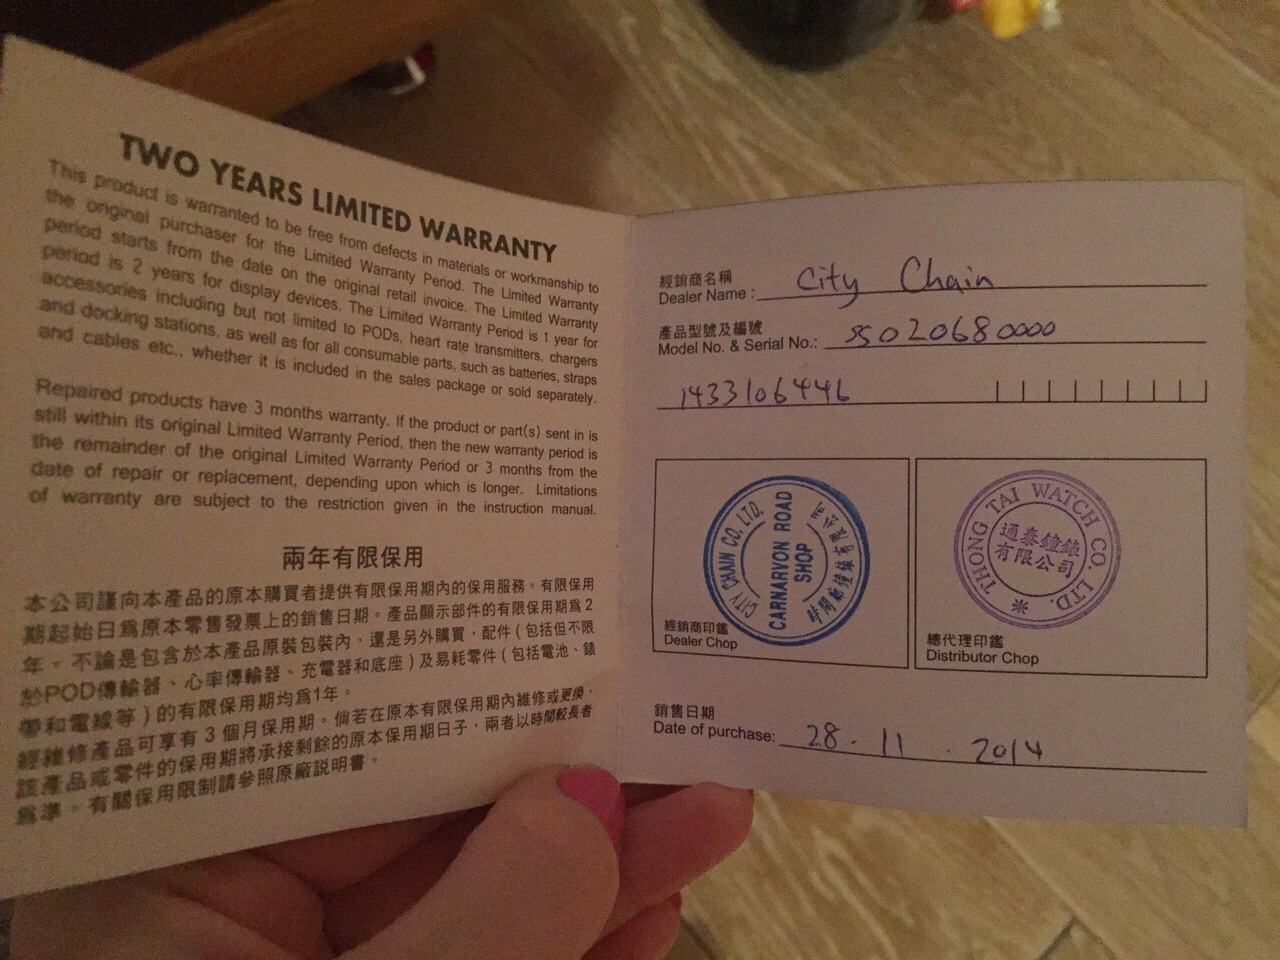 TWO YEARS LIMITED WARRANTY
This product is warranted to be free from defects in materials or workmanship to
the original purchaser for the Limited Warranty Period. The Limited Warranty
period starts from the date on the original retail invoice. The Limited Warranty
period is 2 years for display devices. The Limited Warranty Period is 1 year for
accessories including but not limited to PODs, heart rate transmitters, chargers
and docking stations, as well as for all consumable parts, such as batteries, straps
and cables etc., whether it is included in the sales package or sold separately.
Repaired products have 3 months warranty. If the product or part(s) sent in is
still within its original Limited Warranty Period, then the new warranty period is
the remainder of the original Limited Warranty Period or 3 months from the
date of repair or replacement, depending upon which is longer. Limitations
of warranty are subject to the restriction given in the instruction manual.
兩年有限保用
本公司謹向本產品的原本購買者提供有限保用期內的保用服務。有限保用
期起始日爲原本零售發票上的銷售日期。產品顯示部件的有限保用期爲2
年。不論是包含於本產品原裝包裝內，還是另外購買，配件（包括但不限
於POD傳輸器、心率傳輸器、充電器和底座）及易耗零件（包括電池、錶
帶和電線等）的有限保用期均爲1年。
經維修產品可享有3個月保用期。倘若在原本有限保用期內維修或更換，
該產品或零件的保用期將承接剩餘的原本保用期日子，兩者以時間較長者
爲準。有關保用限制請參照原廠説明書。
經銷商名稱
Dealer Name: City Chain
產品型號及編號
Model No. & Serial No.: SS020680000
1433106446
CITY CHAIN CO. LTD.
CARNARVON ROAD
SHOP
時間廊鐘錶有限公司
經銷商印鑑
Dealer Chop
THONG TAI WATCH CO. LTD.
通泰鐘錶
有限公司
總代理印鑑
Distributor Chop
銷售日期
Date of purchase: 28 . 11 . 2014